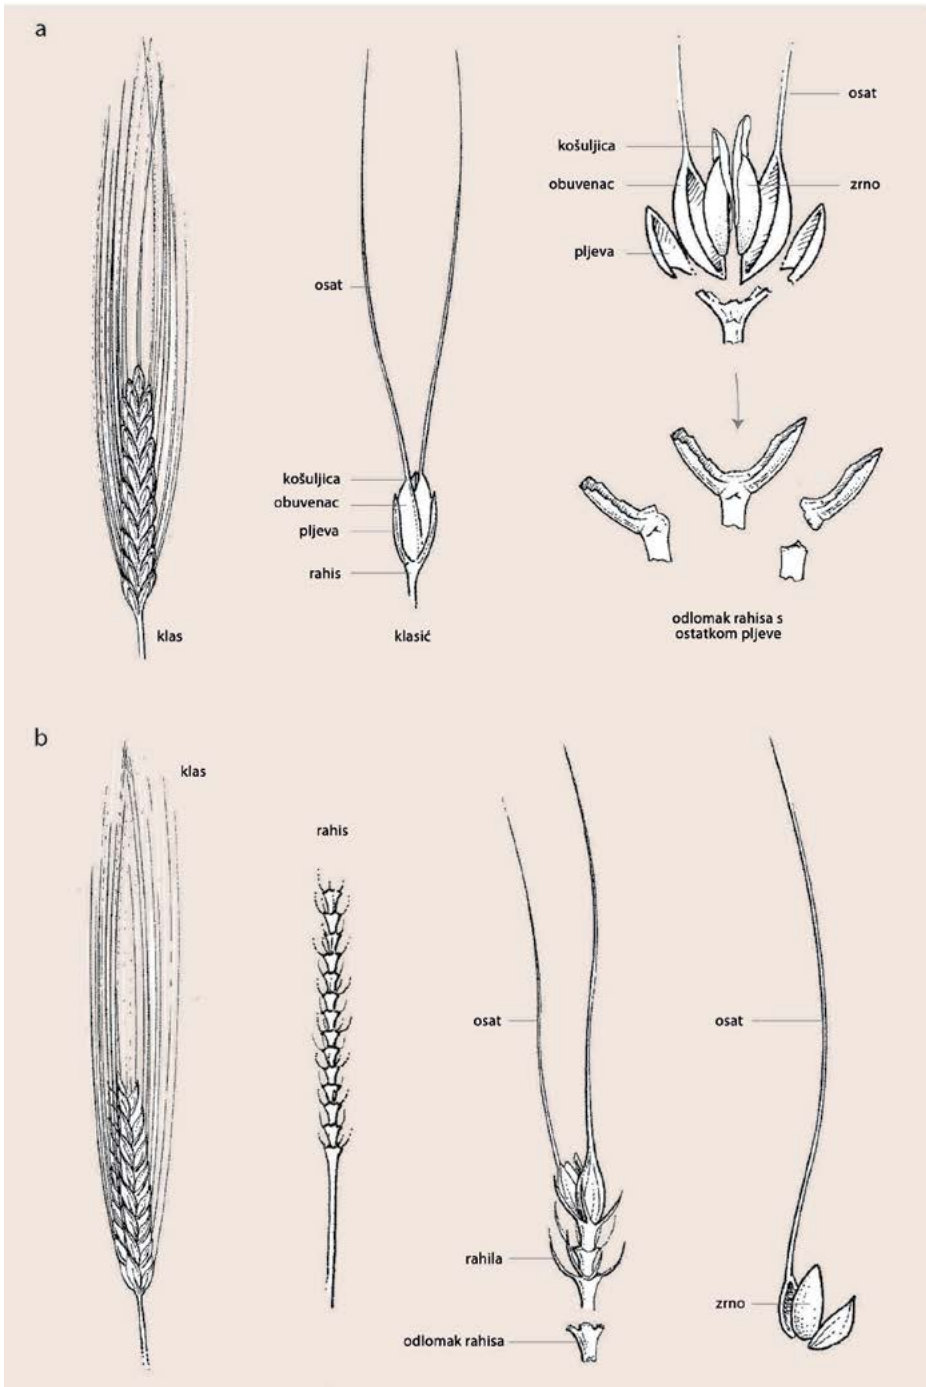 a
osat
košuljica
obuvenac
zrno
pljeva
osat
košuljica
obuvenac
pljeva
rahis
klas
klasić
odlomak rahisa s
ostatkom pljeve
b
klas
rahis
osat
osat
rahila
zrno
odlomak rahisa